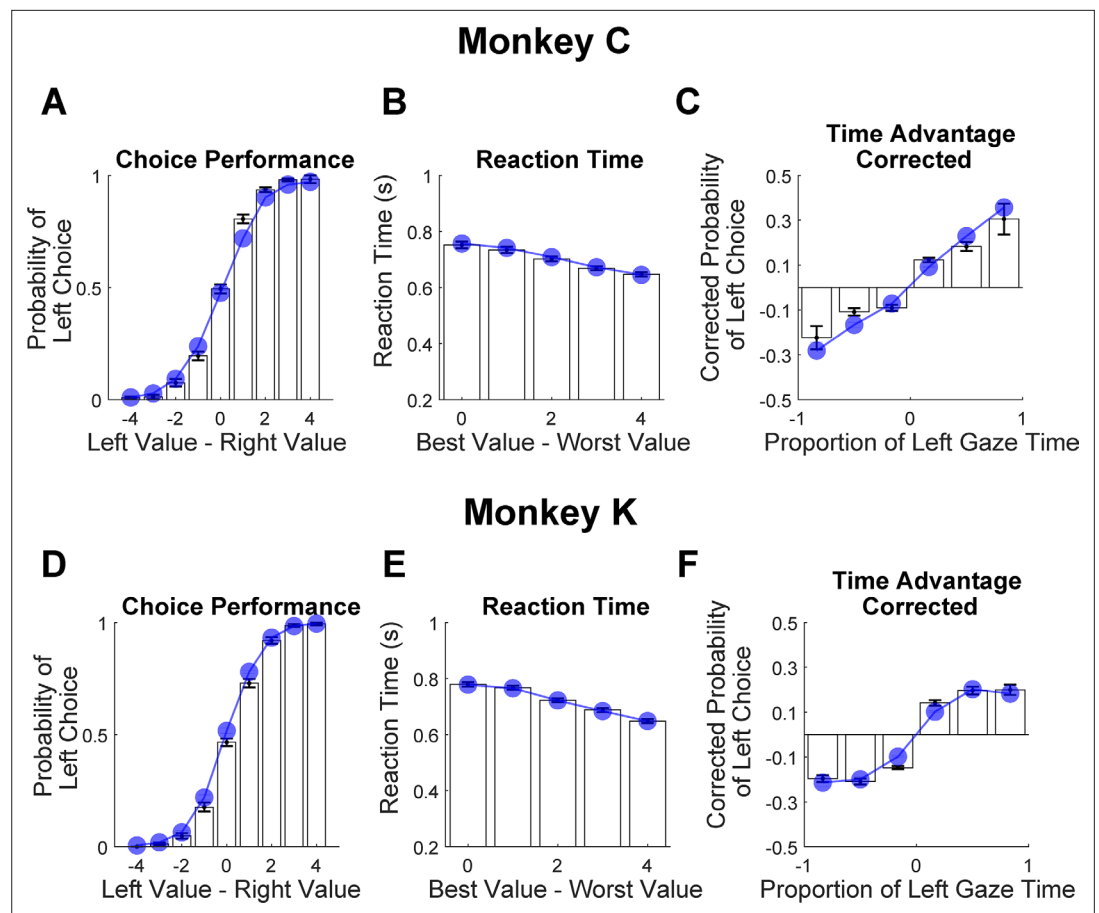 Monkey C
A
B
C
Choice Performance
Reaction Time
Time Advantage
Corrected
Probability of
Left Choice
1
0.5
0
-4
-2
0
2
4
Left Value - Right Value
Reaction Time (s)
1
0.8
0.6
0.4
0.2
0
2
4
Best Value - Worst Value
Corrected Probability
of Left Choice
0.5
0.3
0.1
-0.1
-0.3
-0.5
-1
0
1
Proportion of Left Gaze Time
Monkey K
D
E
F
Choice Performance
Reaction Time
Time Advantage
Corrected
Probability of
Left Choice
1
0.5
0
-4
-2
0
2
4
Left Value - Right Value
Reaction Time (s)
1
0.8
0.6
0.4
0.2
0
2
4
Best Value - Worst Value
Corrected Probability
of Left Choice
0.5
0.3
0.1
-0.1
-0.3
-0.5
-1
0
1
Proportion of Left Gaze Time